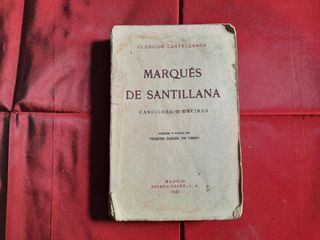 CLÁSICOS CASTELLANOS
MARQUÉS
DE SANTILLANA
CANCIONES Y DECIRES
EDICIÓN Y NOTAS DE
VICENTE GARCÍA DE DIEGO
MADRID
ESPASA-CALPE, S. A.